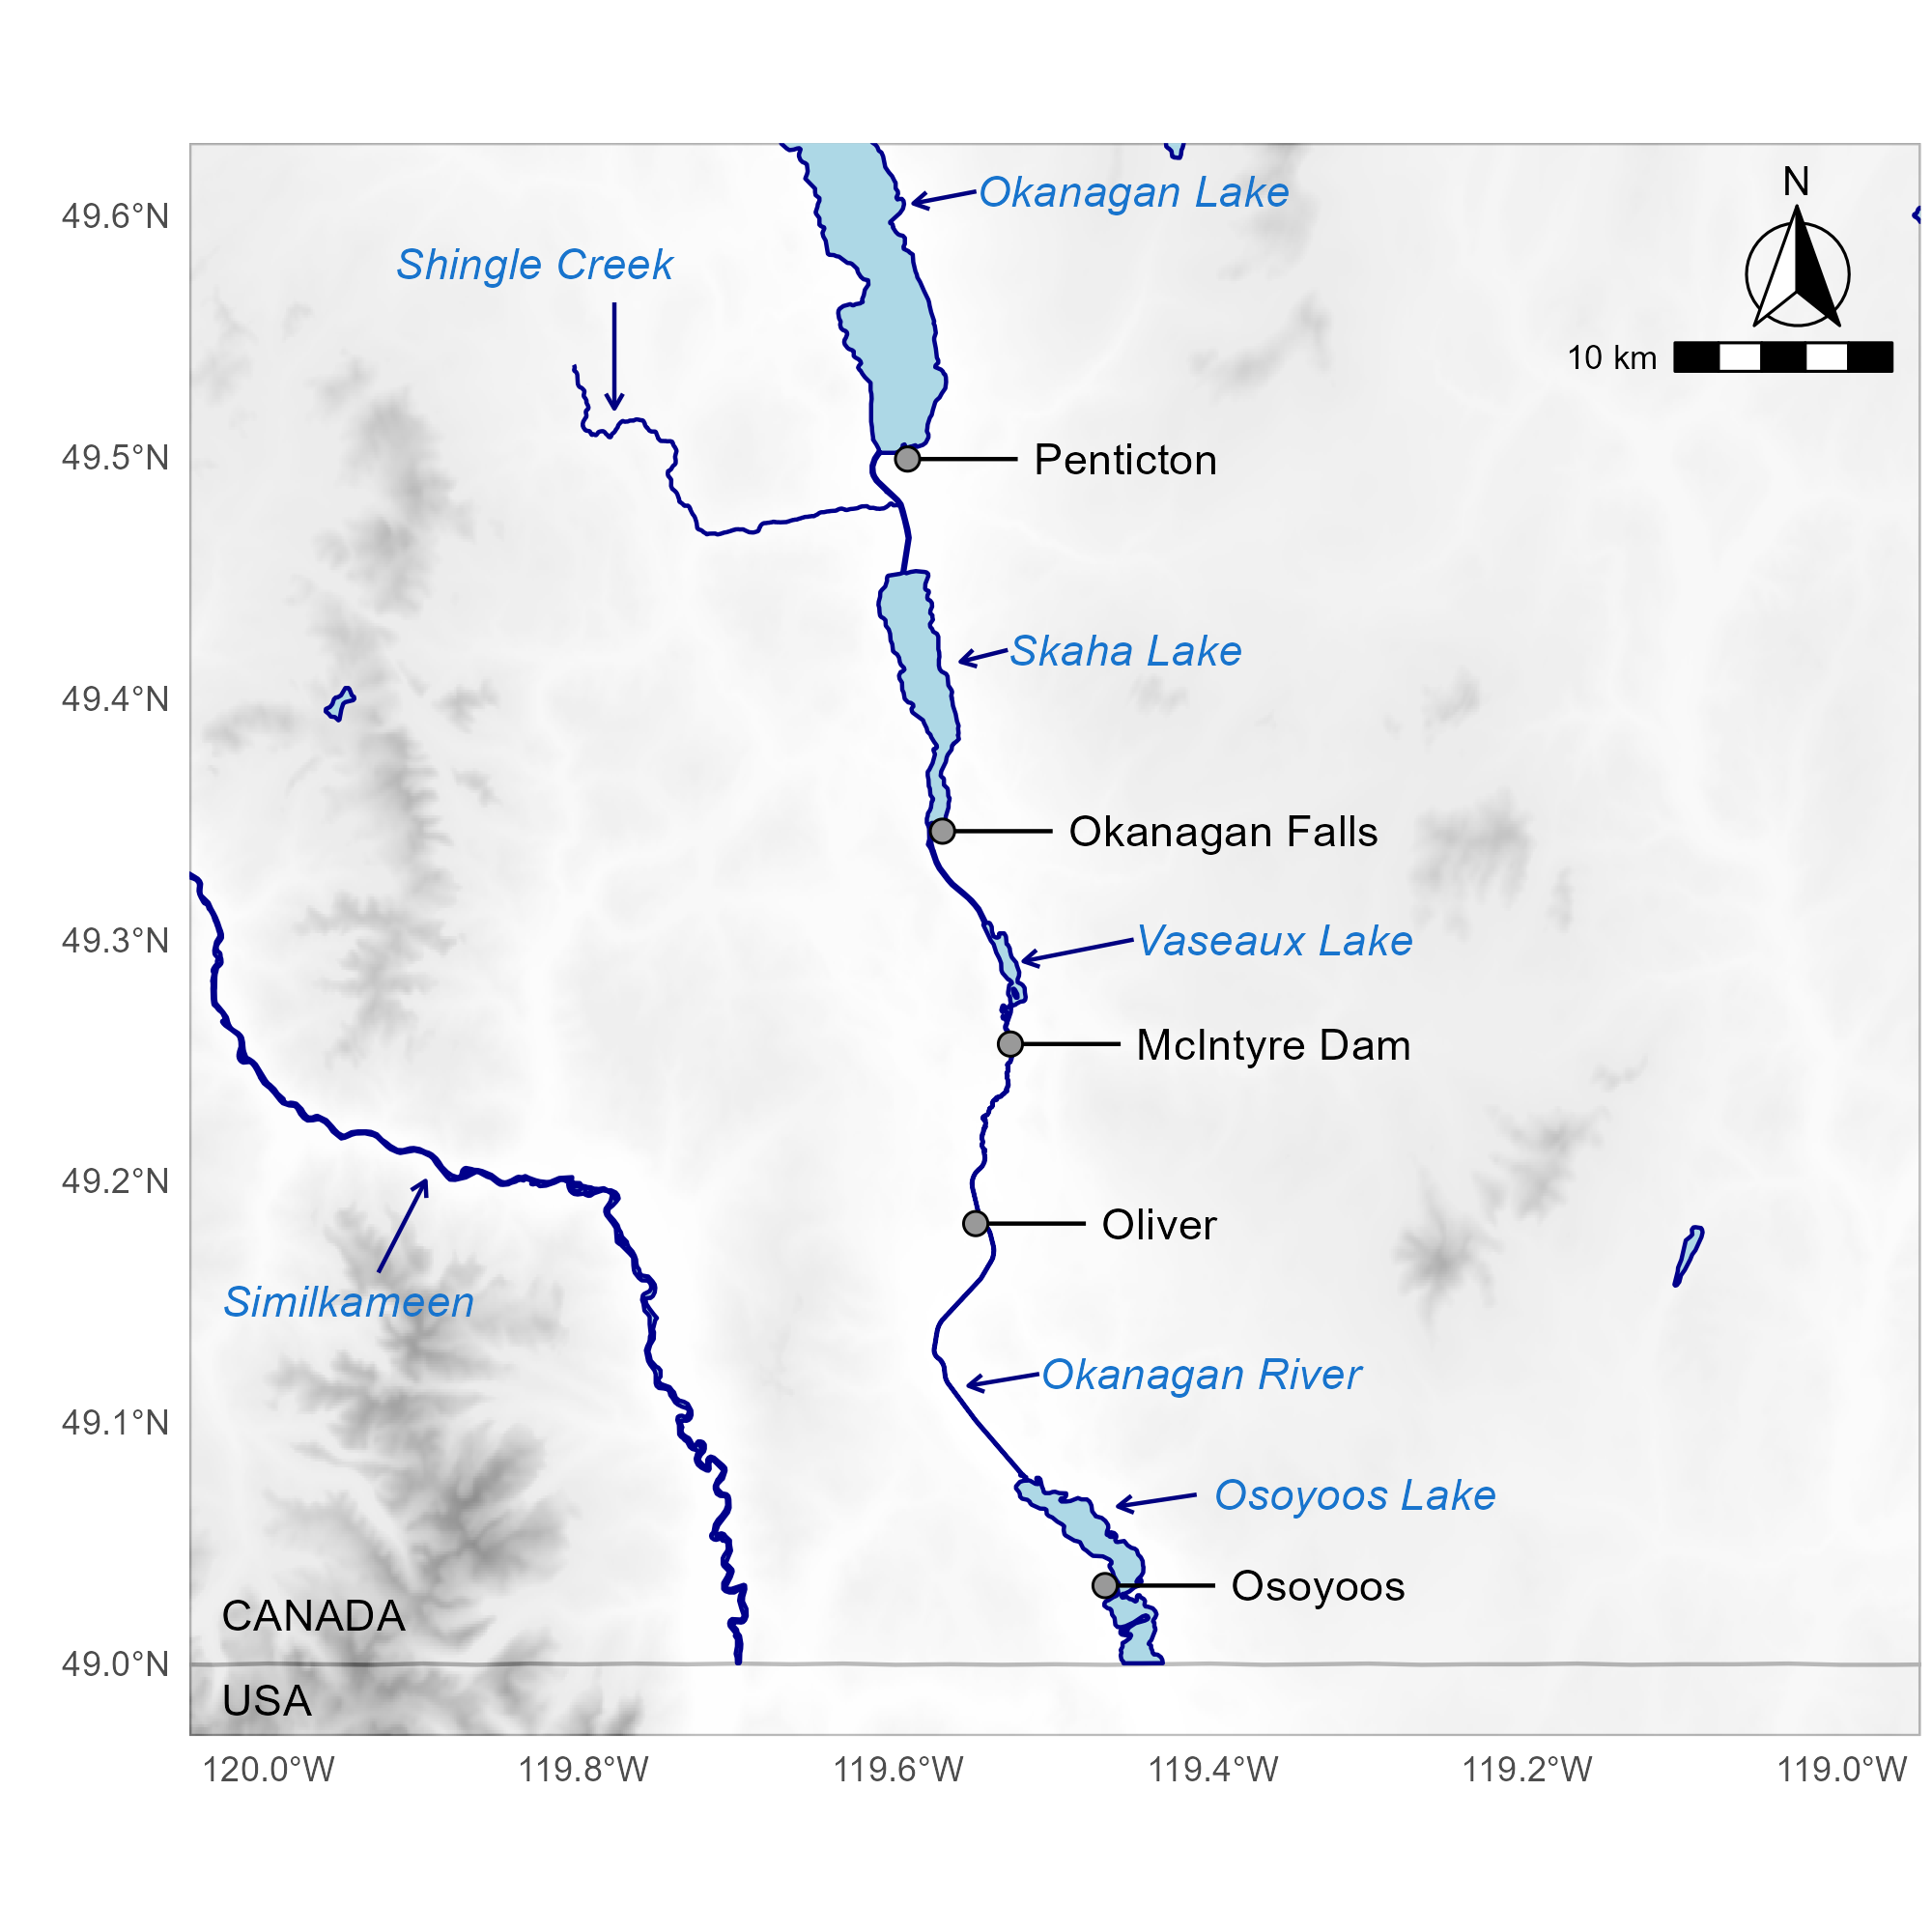 N
49.6°N
Okanagan Lake
Shingle Creek
10 km
49.5°N
Penticton
Skaha Lake
49.4°N
Okanagan Falls
49.3°N
Vaseaux Lake
McIntyre Dam
49.2°N
Oliver
Similkameen
Okanagan River
49.1°N
Osoyoos Lake
Osoyoos
CANADA
49.0°N
USA
120.0°W
119.8°W
119.6°W
119.4°W
119.2°W
119.0°W